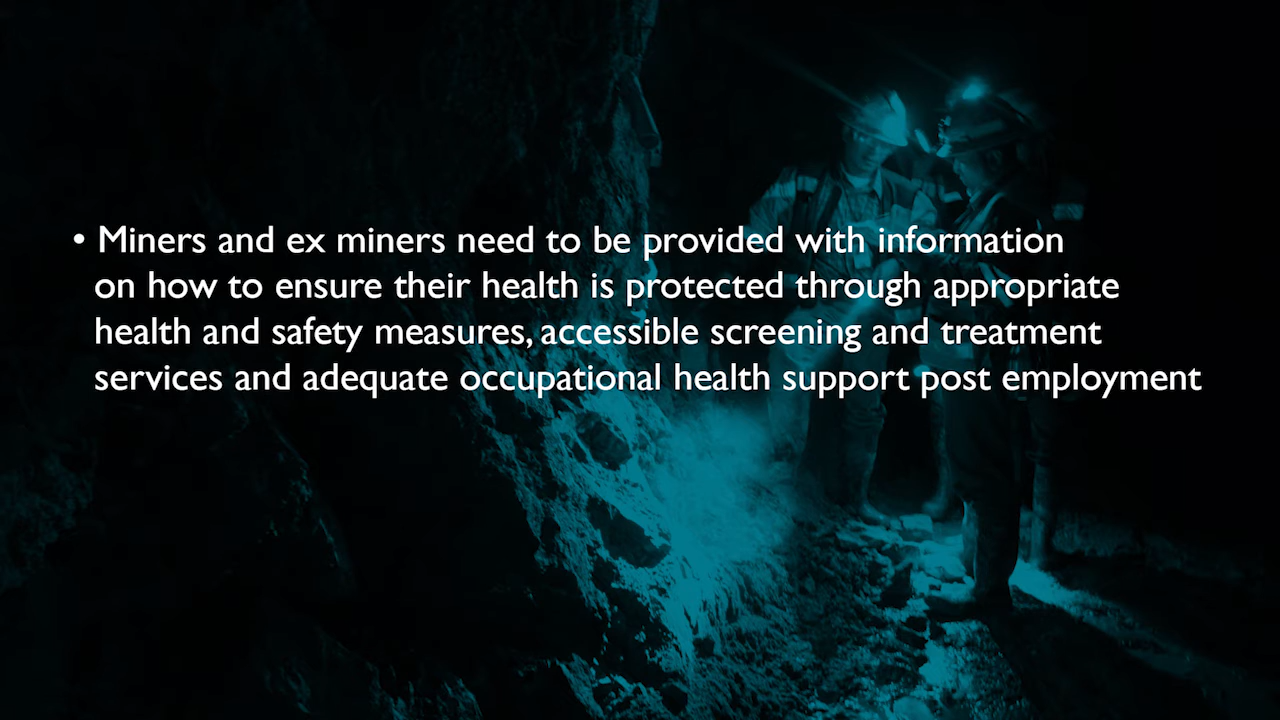 • Miners and ex miners need to be provided with information
on how to ensure their health is protected through appropriate
health and safety measures, accessible screening and treatment
services and adequate occupational health support post employment